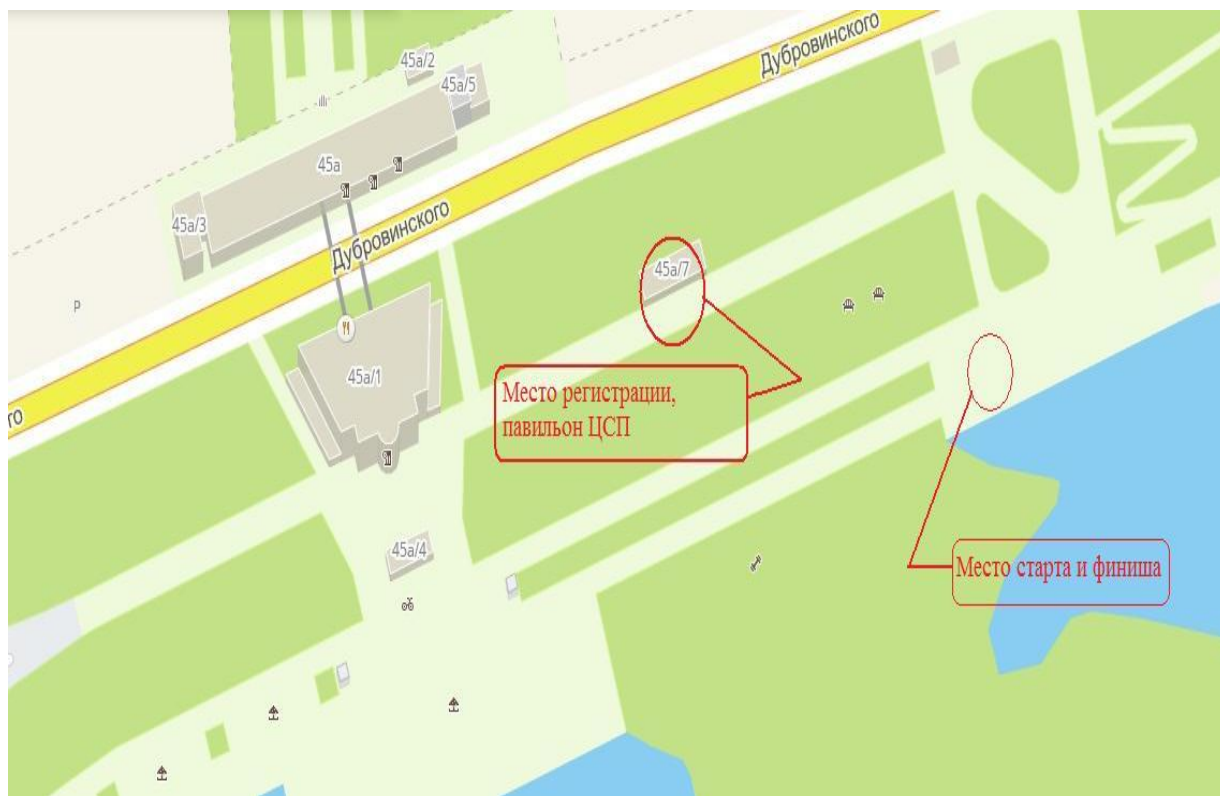 45а/2
Дубровинского
45а/5
45а
45а/3
Дубровинского
45а/7
P
45а/1
Место регистрации,
павильон ЦСП
го
45а/4
Место старта и финиша